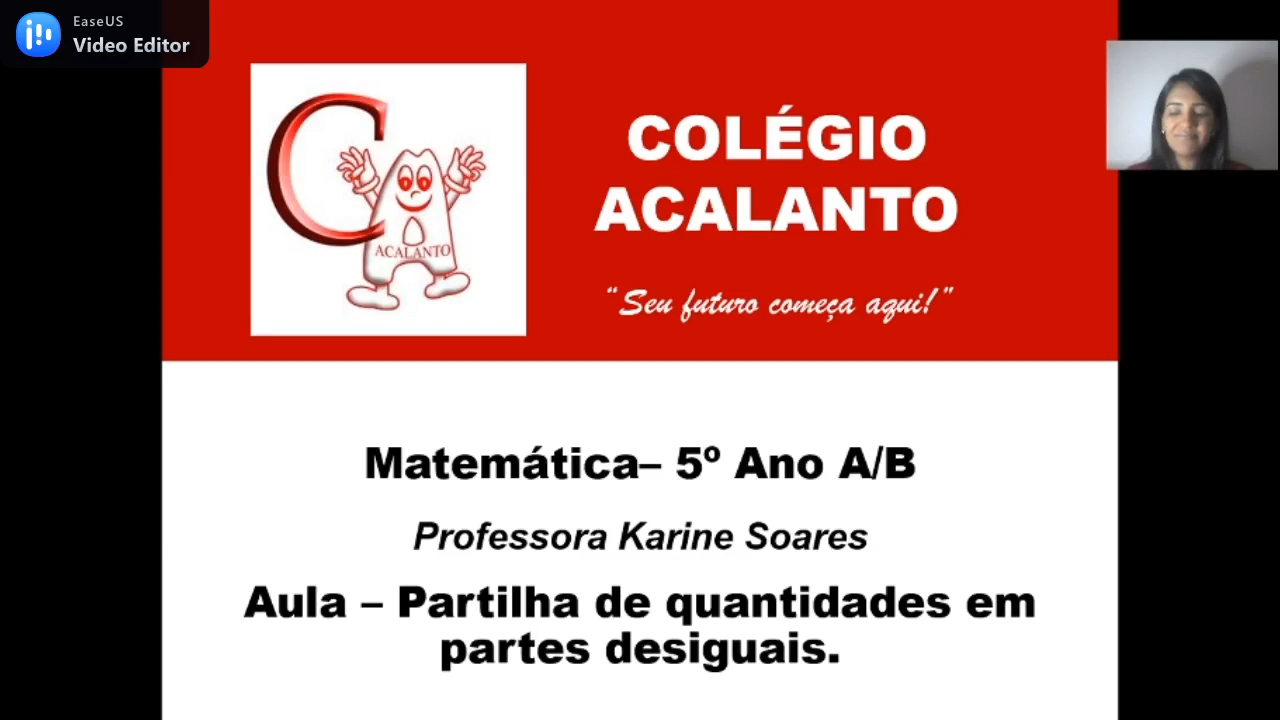 EaseUS
Video Editor
COLÉGIO
ACALANTO
ACALANTO
“Seu futuro começa aqui!”
Matemática– 5º Ano A/B
Professora Karine Soares
Aula – Partilha de quantidades em
partes desiguais.